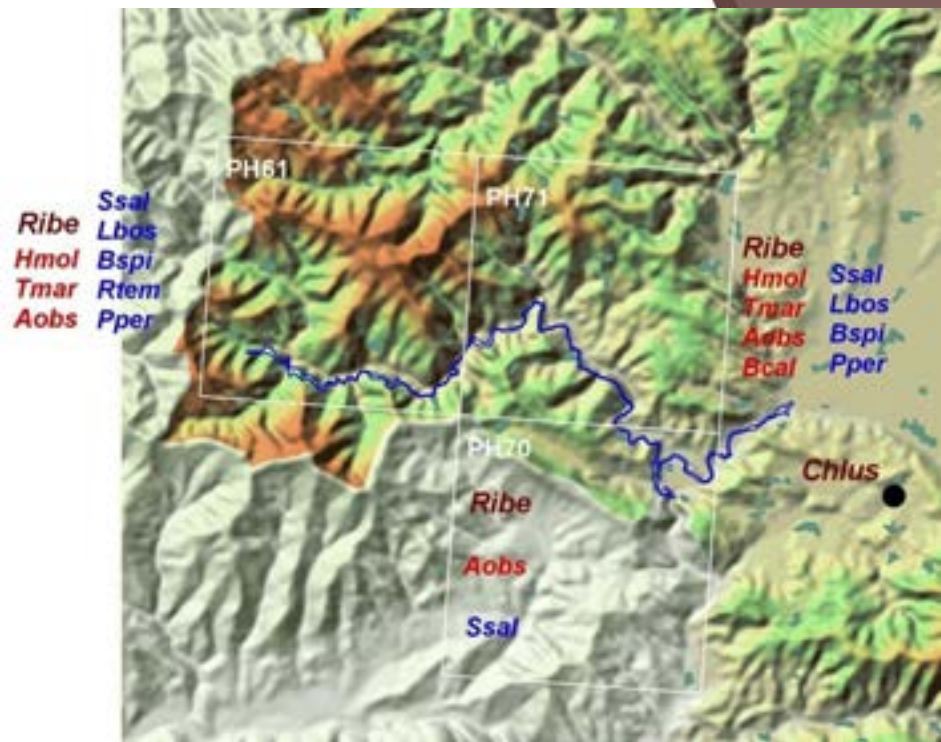 PH61
PH71
Ribe
Hmol
Tmar
Aobs
Ssal
Lbos
Bspi
Rtem
Pper
Ribe
Hmol
Tmar
Aobs
Bcal
Ssal
Lbos
Bspi
Pper
PH70
Ribe
Aobs
Ssal
Chlus